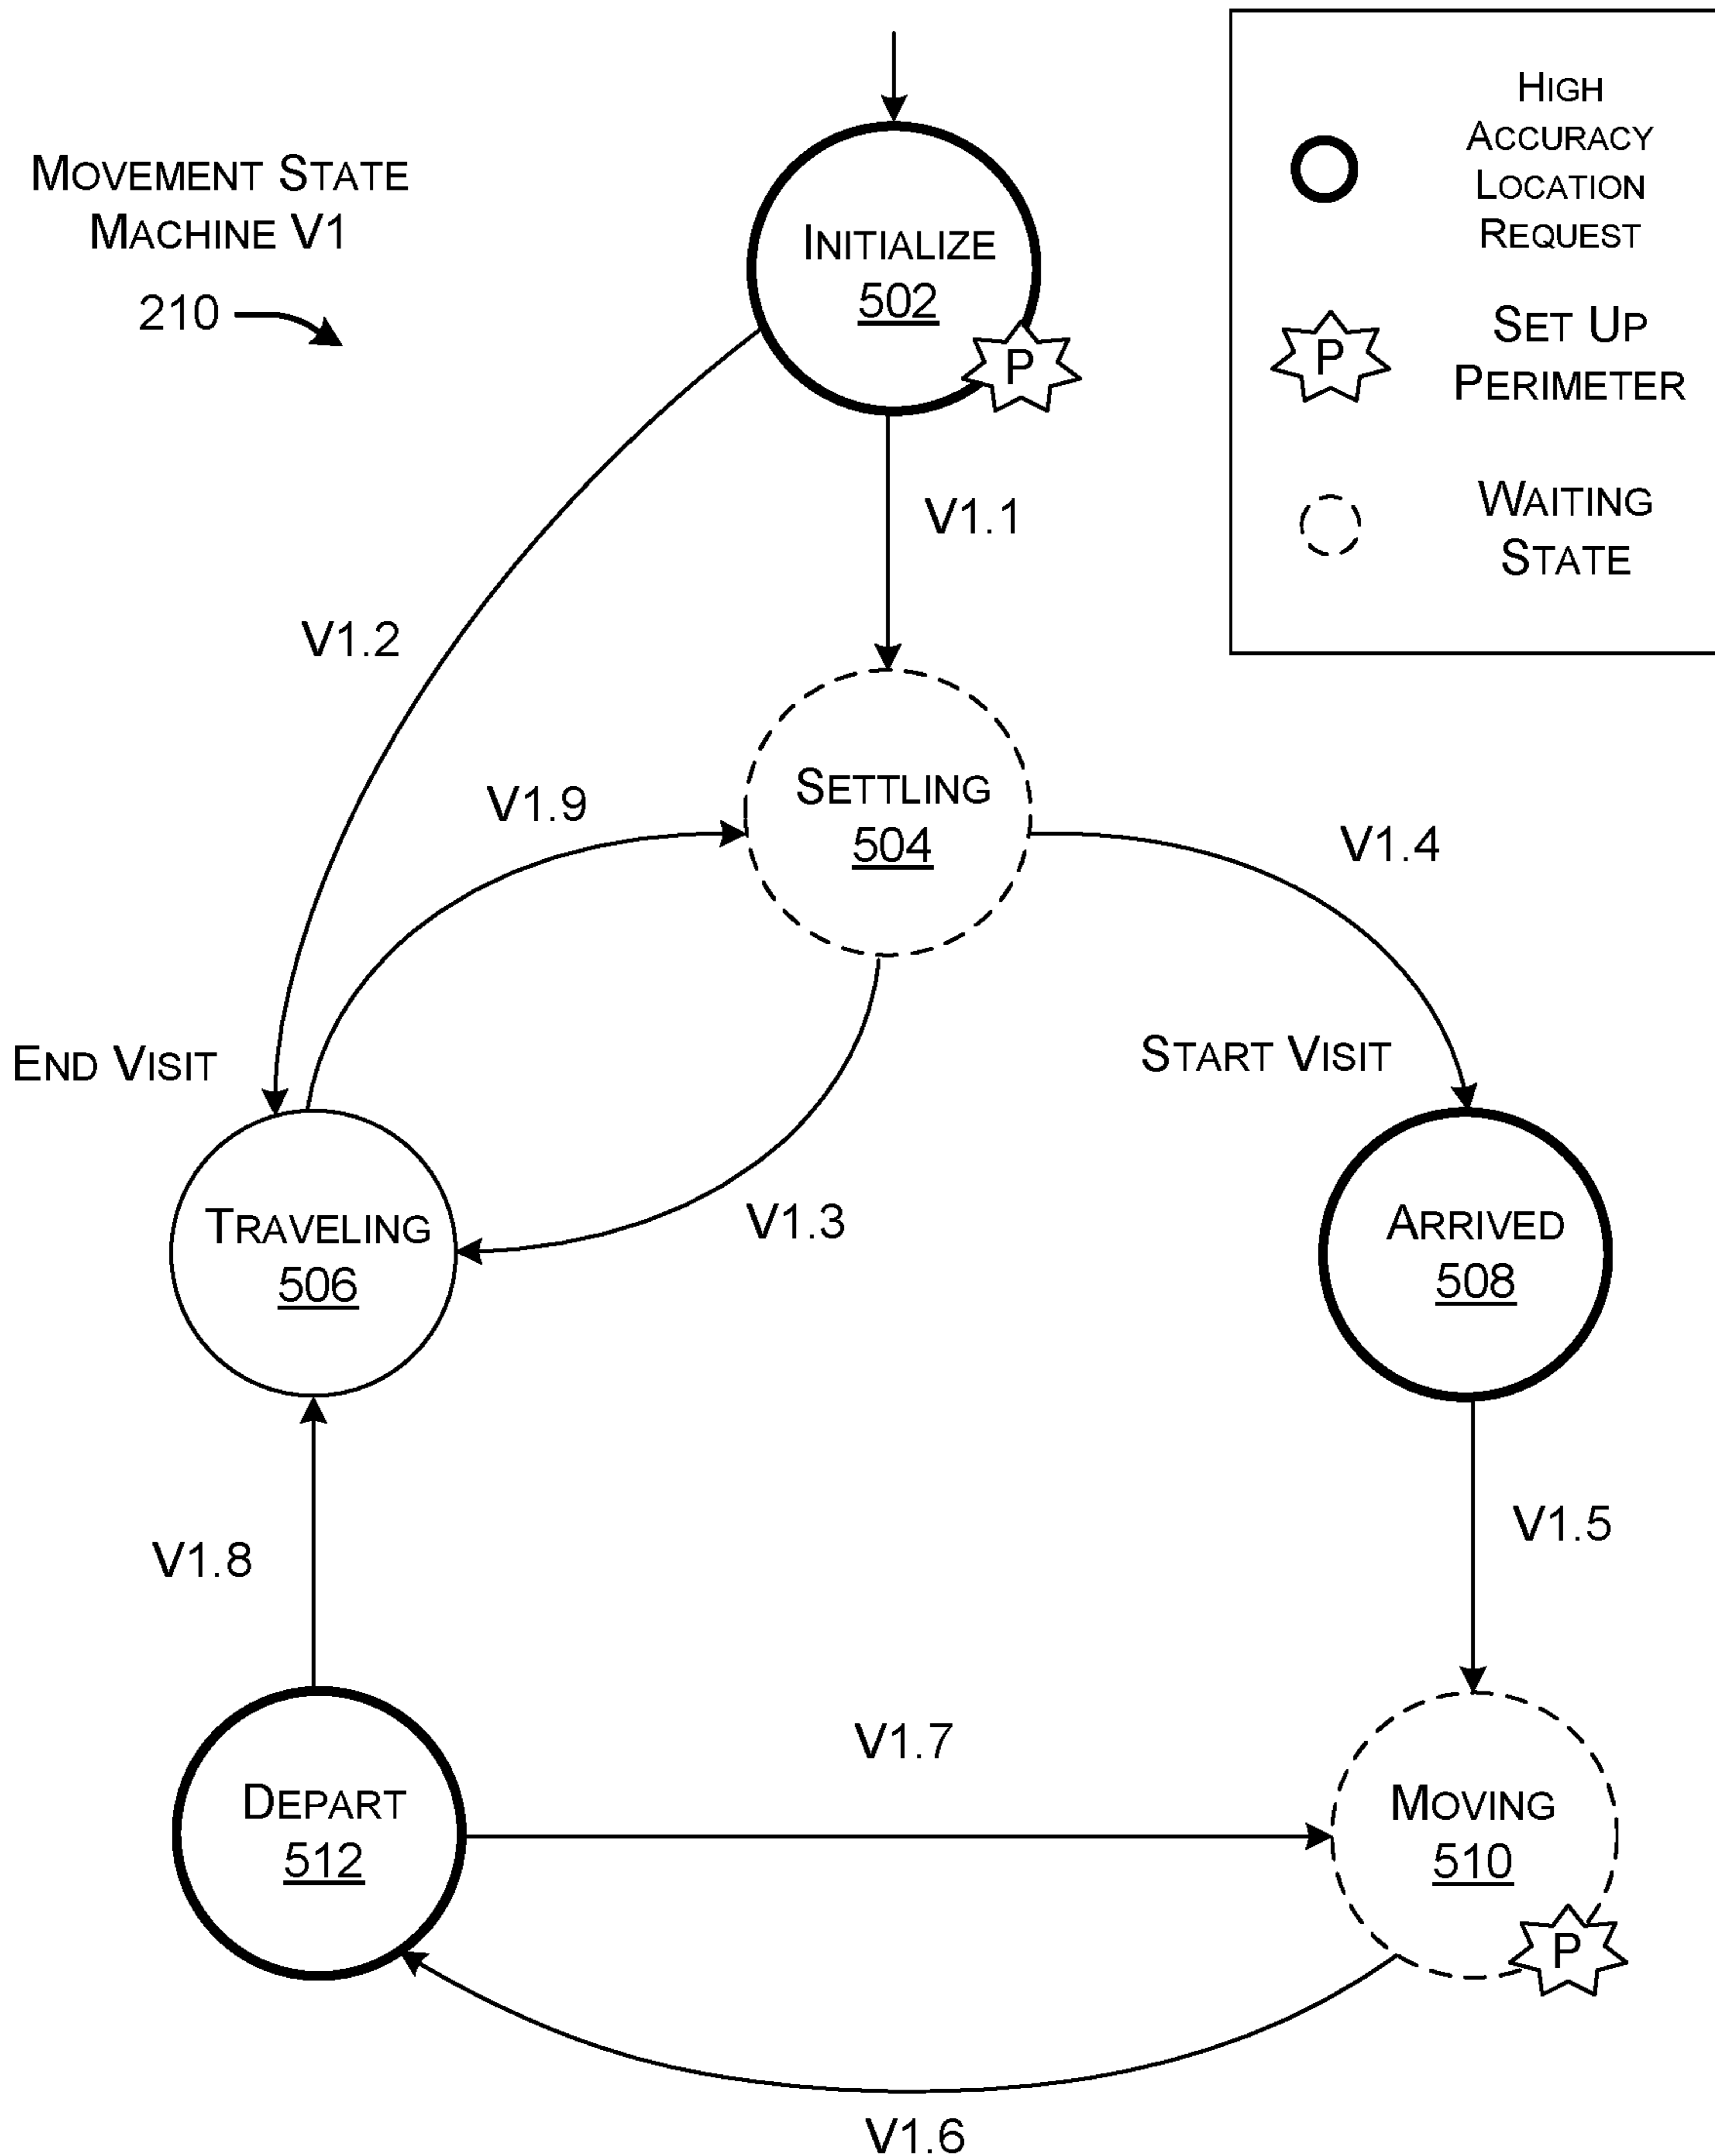 MOVEMENT STATE
MACHINE V1
210
INITIALIZE
502
P
HIGH
ACCURACY
LOCATION
REQUEST
P
SET UP
PERIMETER
WAITING
STATE
V1.1
V1.2
V1.9
SETTLING
504
V1.4
END VISIT
START VISIT
TRAVELING
506
V1.3
ARRIVED
508
V1.8
V1.5
V1.7
DEPART
512
MOVING
510
P
V1.6